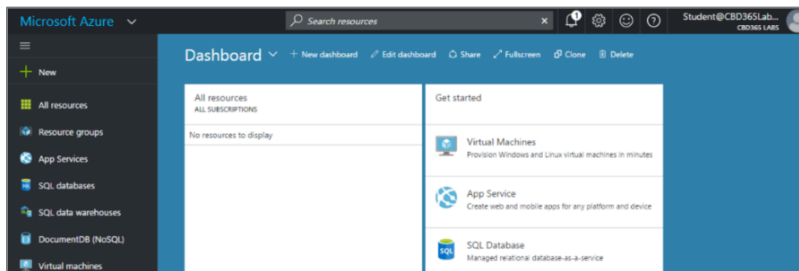 Microsoft Azure
Search resources
1
Student@CBD365Lab...
CBD365 LABS
New
All resources
Resource groups
App Services
SQL databases
SQL data warehouses
DocumentDB (NoSQL)
Virtual machines
Dashboard
New dashboard
Edit dashboard
Share
Fullscreen
Clone
Delete
All resources
ALL SUBSCRIPTIONS
No resources to display
Get started
Virtual Machines
Provision Windows and Linux virtual machines in minutes
App Service
Create web and mobile apps for any platform and device
SQL
SQL Database
Managed relational database-as-a-service